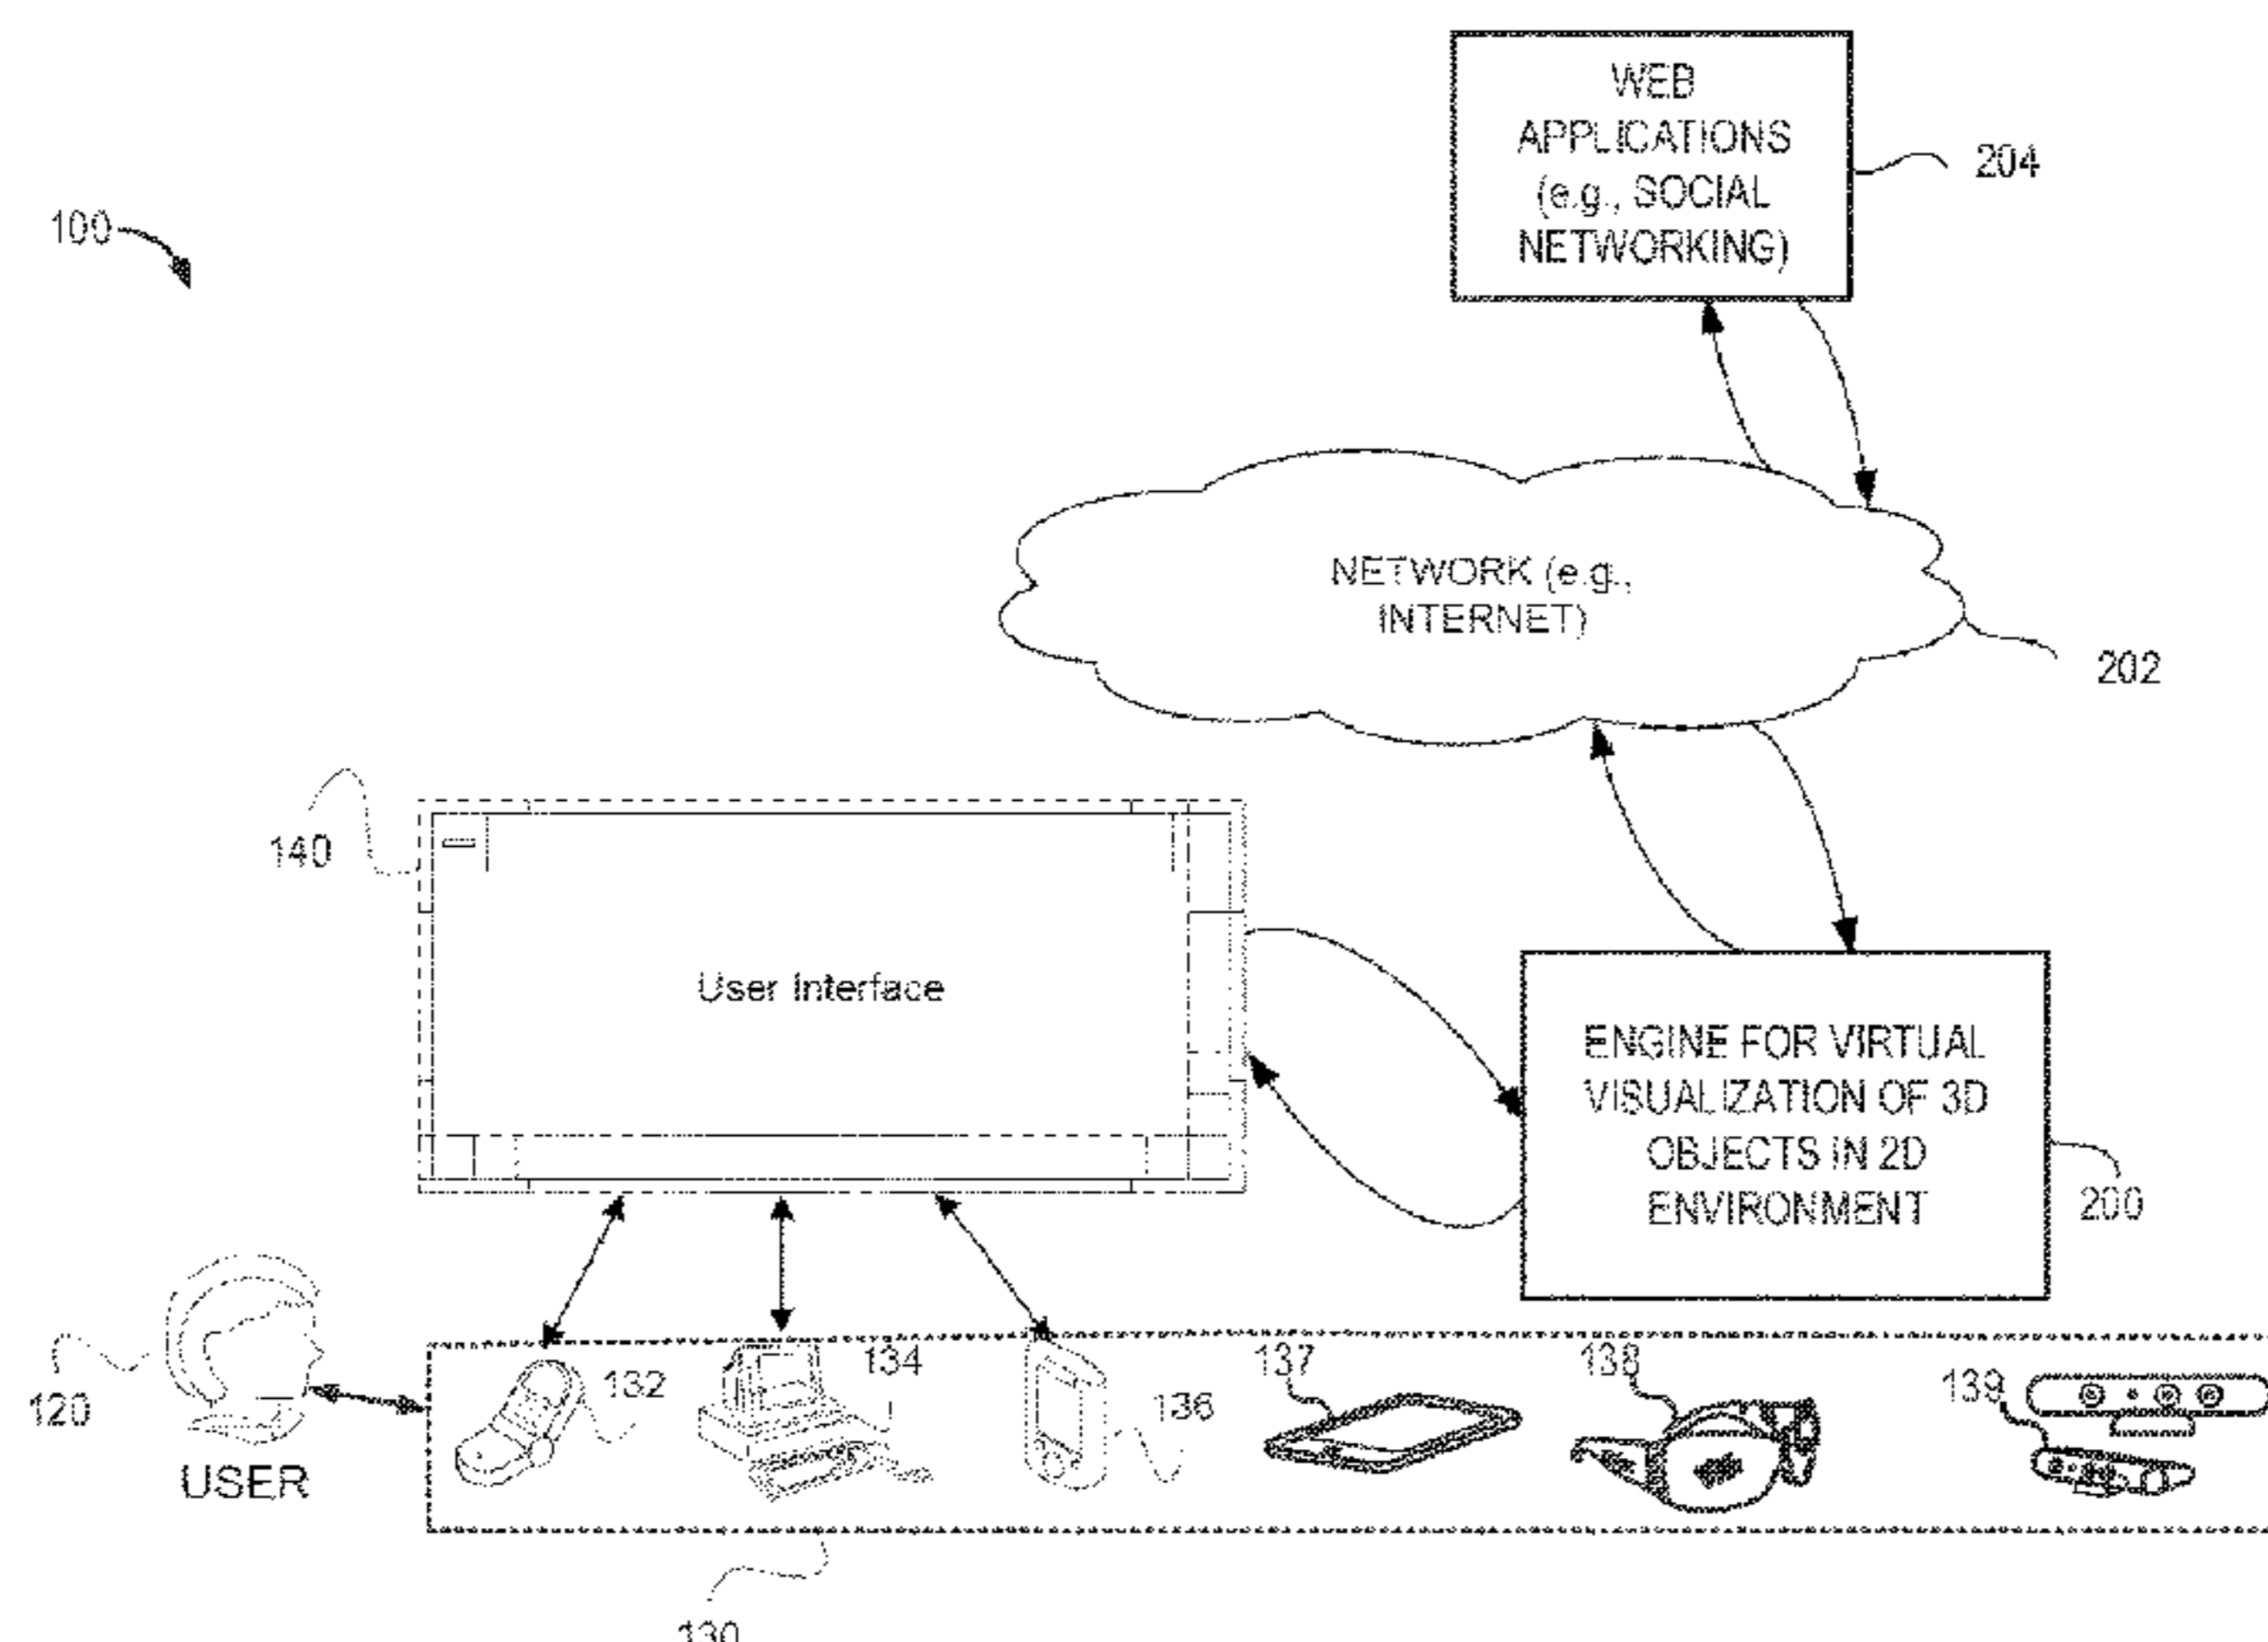 WEB
APPLICATIONS
(e.g., SOCIAL
NETWORKING)
204
100
NETWORK (e.g.,
INTERNET)
202
140
User Interface
ENGINE FOR VIRTUAL
VISUALIZATION OF 3D
OBJECTS IN 2D
ENVIRONMENT
200
120
USER
132
134
136
137
138
139
130